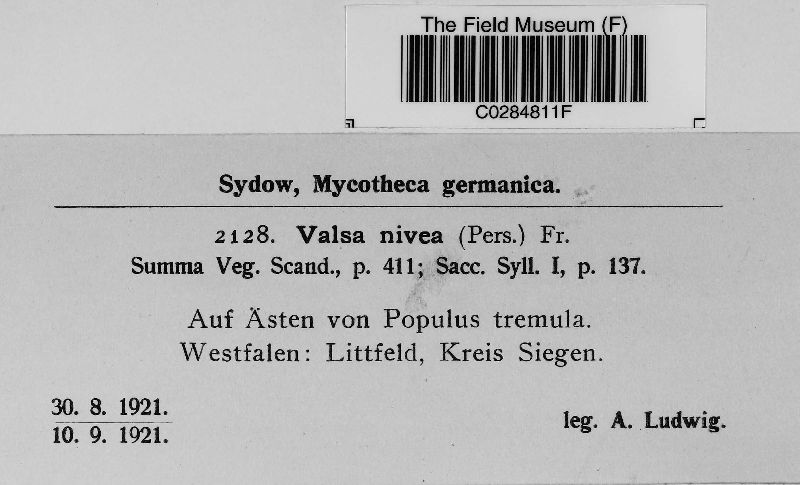 The Field Museum (F)
C0284811F
Sydow, Mycotheca germanica.
2128. Valsa nivea (Pers.) Fr.
Summa Veg. Scand., p. 411; Sacc. Syll. I, p. 137.
Auf Ästen von Populus tremula.
Westfalen: Littfeld, Kreis Siegen.
30. 8. 1921.
10. 9. 1921.
leg. A. Ludwig.